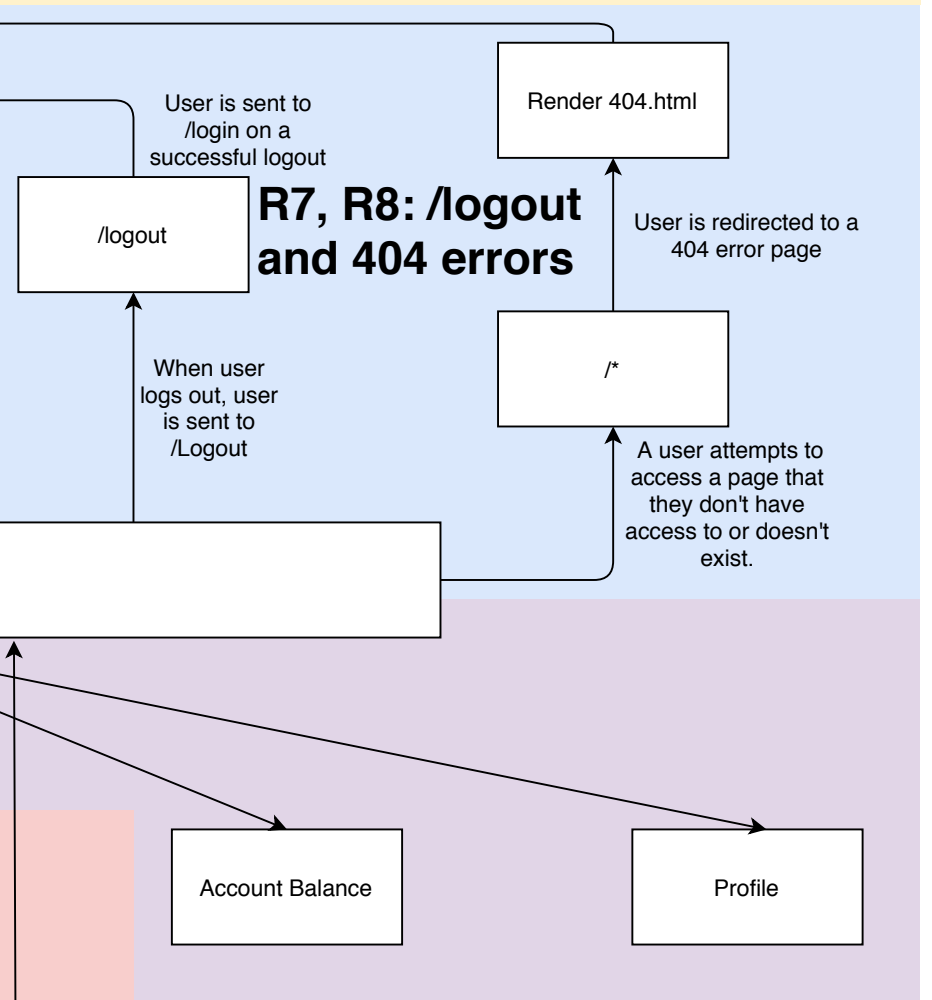 Render 404.html
User is sent to
/login on a
successful logout
R7, R8: /logout
and 404 errors
/logout
User is redirected to a
404 error page
/*
When user
logs out, user
is sent to
/Logout
A user attempts to
access a page that
they don't have
access to or doesn't
exist.
Account Balance
Profile